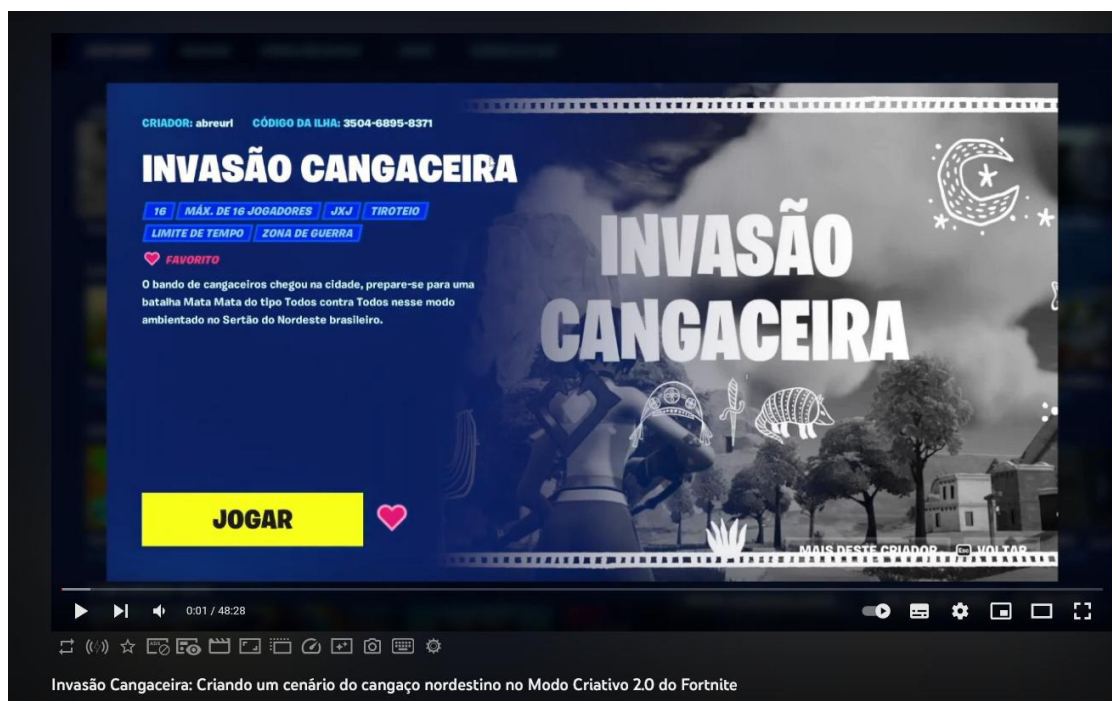 CRIADOR: abreurl CÓDIGO DA ILHA: 3504-6895-8371
INVASÃO CANGACEIRA
16 MÁX. DE 16 JOGADORES JXJ TIROTEIO
LIMITE DE TEMPO ZONA DE GUERRA
FAVORITO
O bando de cangaceiros chegou na cidade, prepare-se para uma
batalha Mata Mata do tipo Todos contra Todos nesse modo
ambientado no Sertão do Nordeste brasileiro.
JOGAR
INVASÃO
CANGACEIRA
MAIS DESTE CRIADOR Esc VOLTAR
0:01 / 48:28
Invasão Cangaceira: Criando um cenário do cangaço nordestino no Modo Criativo 2.0 do Fortnite